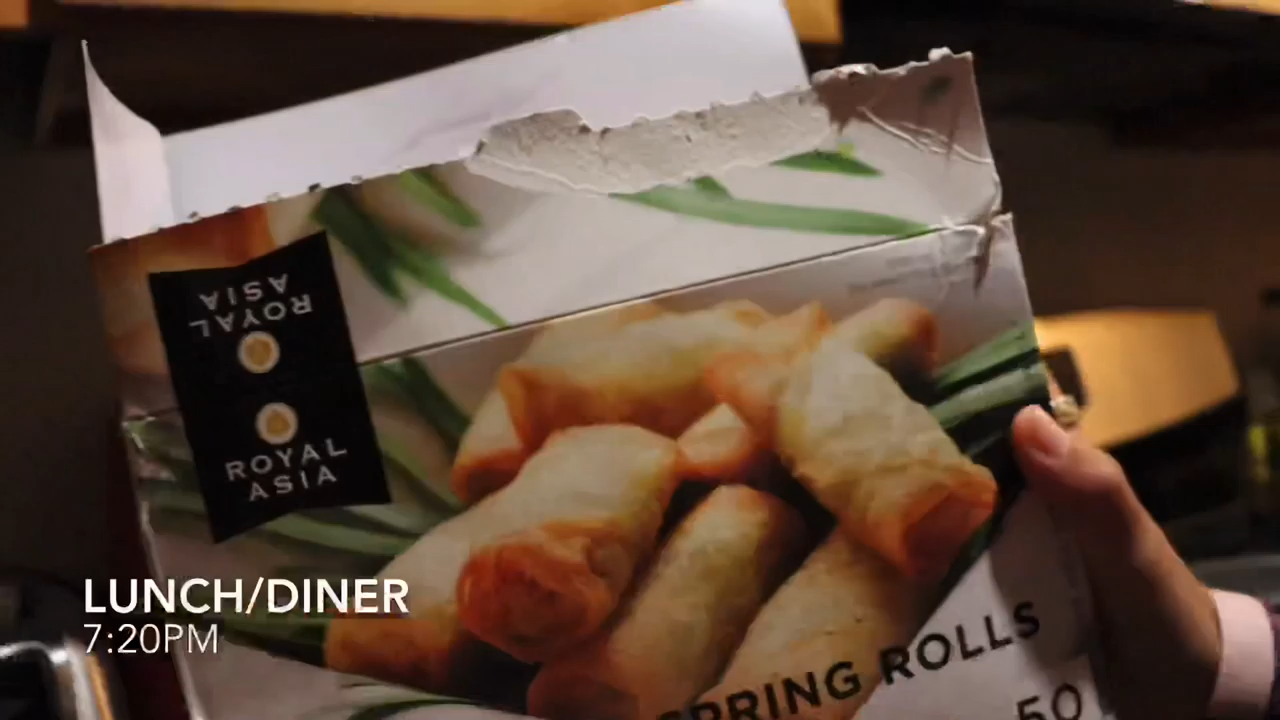 ROYAL
ASIA
ROYAL
ASIA
SPRING ROLLS
50
LUNCH/DINER
7:20PM